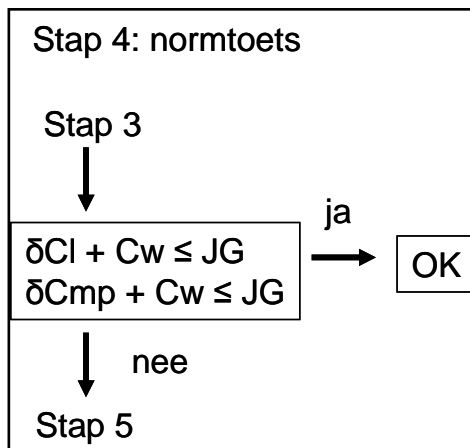 Stap 4: normtoets
Stap 3
δCl + Cw ≤ JG
δCmp + Cw ≤ JG
ja
OK
nee
Stap 5